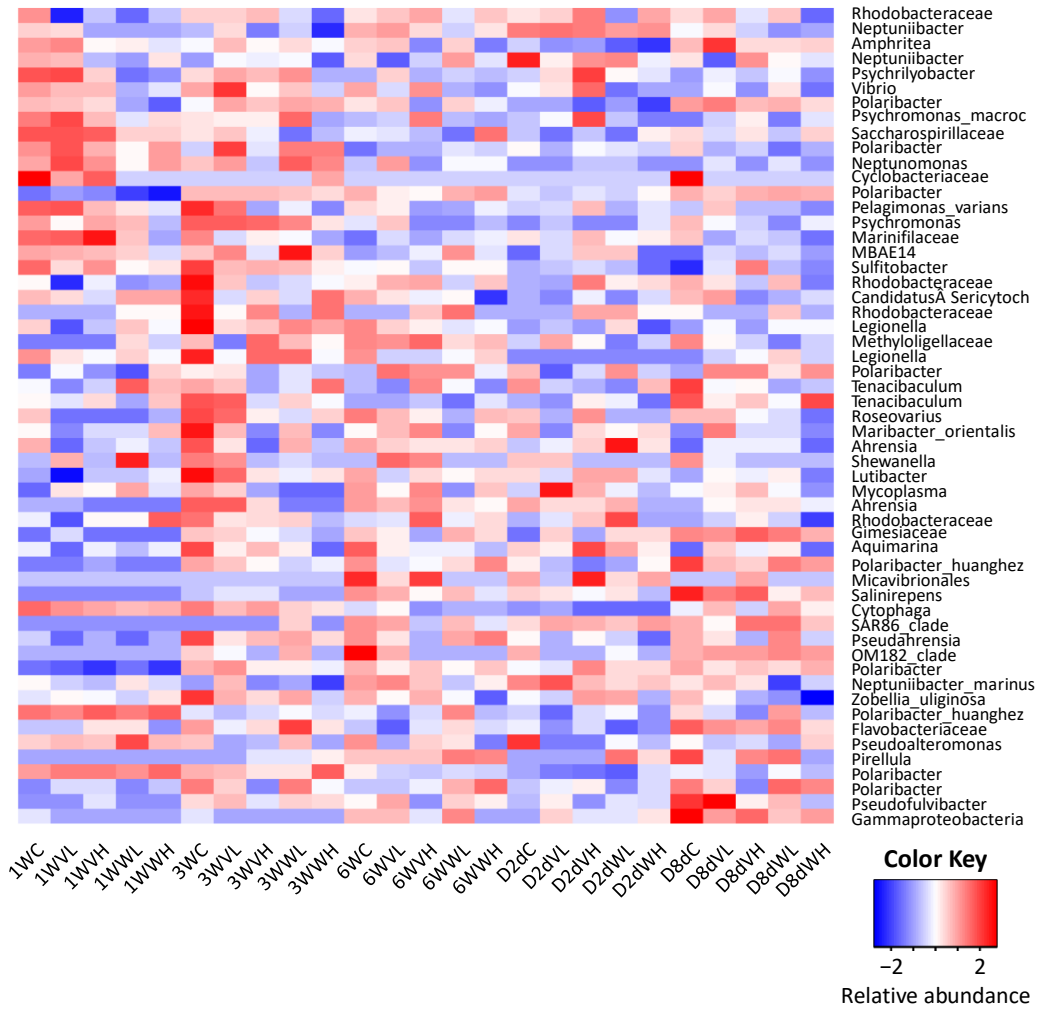 Rhodobacteraceae
Neptuniibacter
Amphritea
Neptuniibacter
Psychrilyobacter
Vibrio
Polaribacter
Psychromonas_macroc
Saccharospirillaceae
Polaribacter
Neptunomonas
Cyclobacteriaceae
Polaribacter
Pelagimonas_varians
Psychromonas
Marinifilaceae
MBAE14
Sulfitobacter
Rhodobacteraceae
CandidatusÂ Sericytoch
Rhodobacteraceae
Legionella
Methyloligellaceae
Legionella
Polaribacter
Tenacibaculum
Tenacibaculum
Roseovarius
Maribacter_orientalis
Ahrensia
Shewanella
Lutibacter
Mycoplasma
Ahrensia
Rhodobacteraceae
Gimesiaceae
Aquimarina
Polaribacter_huanghez
Micavibrionales
Salinirepens
Cytophaga
SAR86_clade
Pseudahrensia
OM182_clade
Polaribacter
Neptuniibacter_marinus
Zobellia_uliginosa
Polaribacter_huanghez
Flavobacteriaceae
Pseudoalteromonas
Pirellula
Polaribacter
Polaribacter
Pseudofulvibacter
Gammaproteobacteria
1WC 1WVL 1WVH 1WWL 1WWH 3WC 3WVL 3WVH 3WWL 3WWH 6WC 6WVL 6WVH 6WWL 6WWH D2dC D2dVL D2dVH D2dWL D2dWH D8dC D8dVL D8dVH D8dWL D8dWH
Color Key
−2 2
Relative abundance